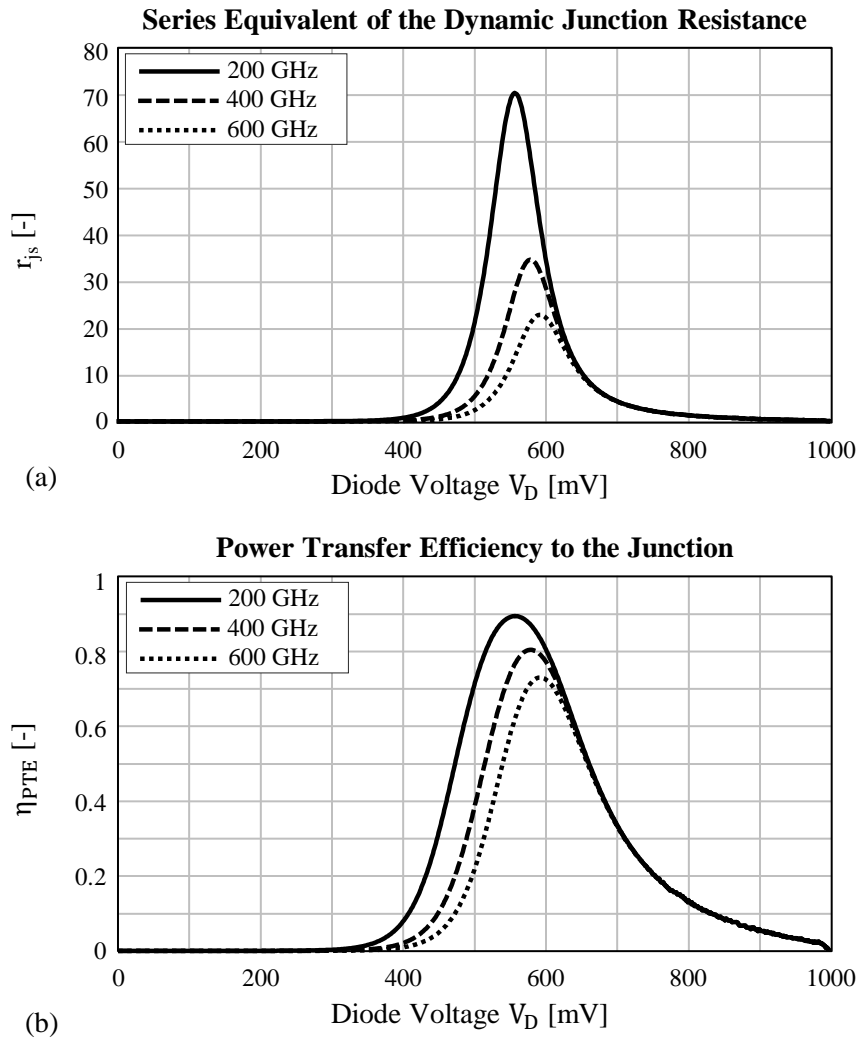 Series Equivalent of the Dynamic Junction Resistance
80
70
60
50
40
30
20
10
0
r_js [-]
200 GHz
400 GHz
600 GHz
0 200 400 600 800 1000
Diode Voltage V_D [mV]
(a)
Power Transfer Efficiency to the Junction
1
0.8
0.6
0.4
0.2
0
η_PTE [-]
200 GHz
400 GHz
600 GHz
0 200 400 600 800 1000
Diode Voltage V_D [mV]
(b)